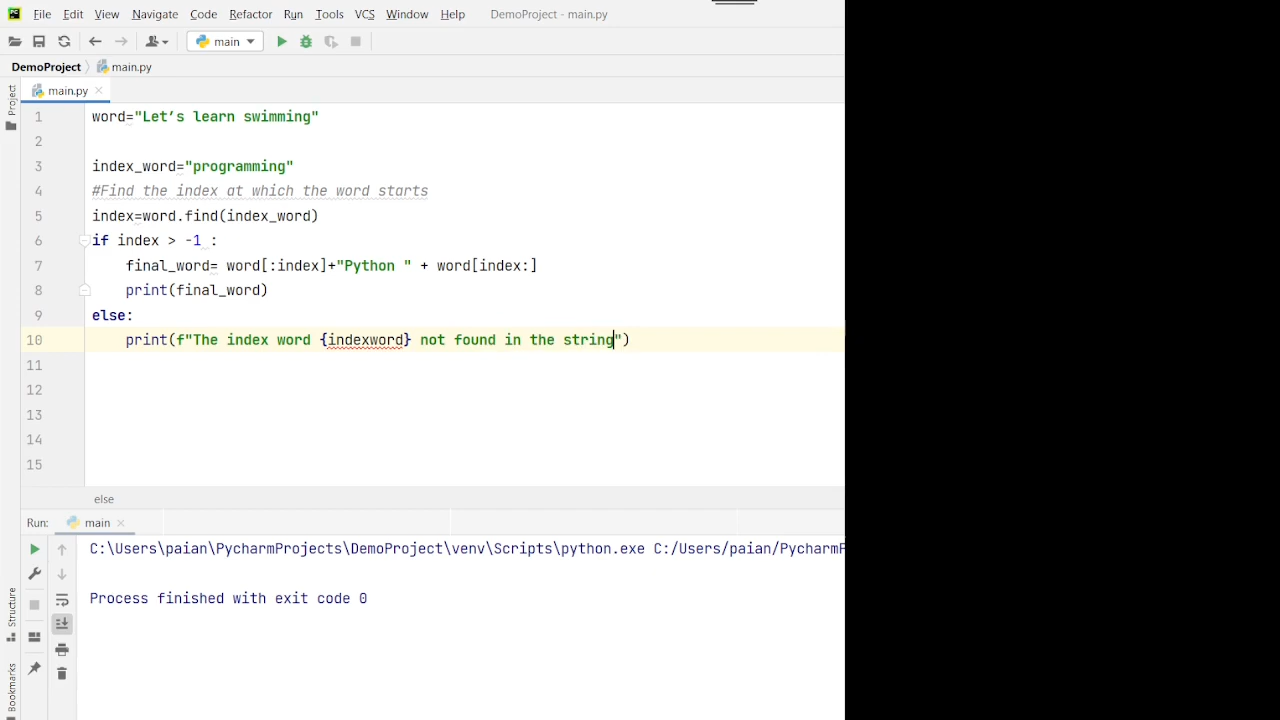 File Edit View Navigate Code Refactor Run Tools VCS Window Help DemoProject - main.py
main
DemoProject main.py
Project
main.py
1 word="Let’s learn swimming"
2
3 index_word="programming"
4 #Find the index at which the word starts
5 index=word.find(index_word)
6 if index > -1 :
7 final_word= word[:index]+"Python " + word[index:]
8 print(final_word)
9 else:
10 print(f"The index word {indexword} not found in the string")
11
12
13
14
15
else
Run: main
C:\Users\paian\PycharmProjects\DemoProject\venv\Scripts\python.exe C:/Users/paian/PycharmP
Process finished with exit code 0
Structure
Bookmarks